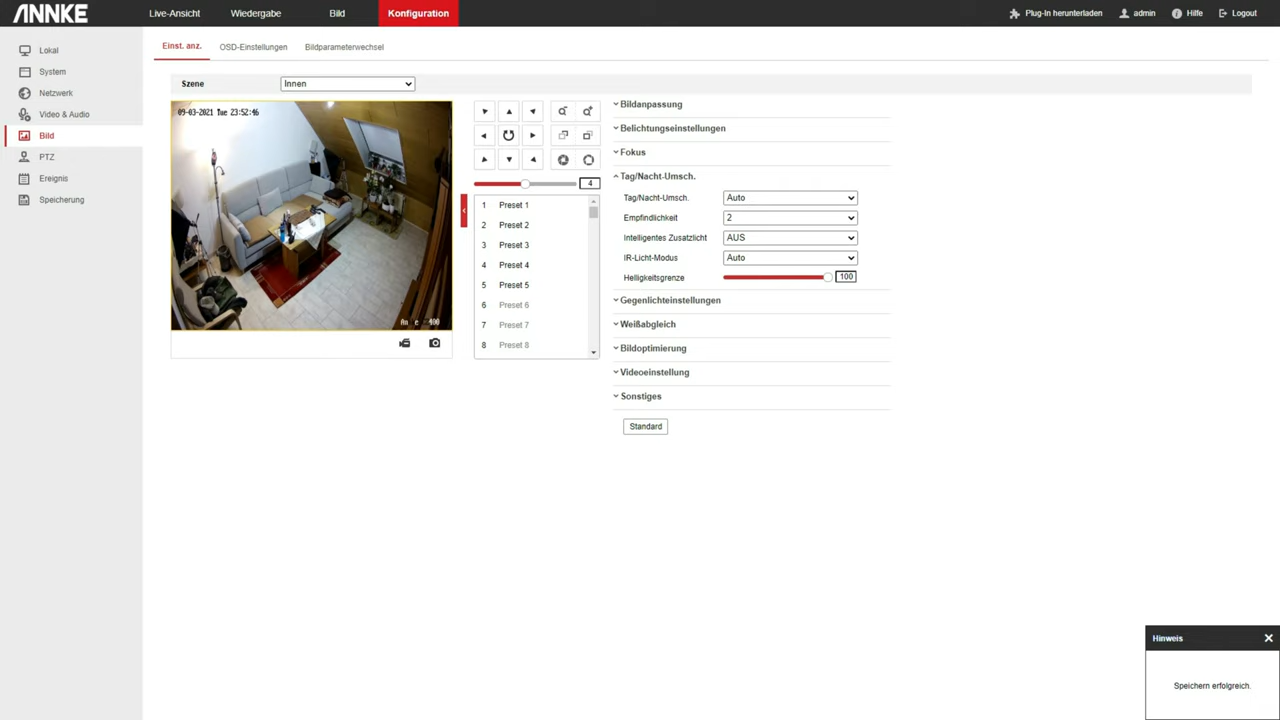 ANNKE
Live-Ansicht Wiedergabe Bild Konfiguration Plug-In herunterladen admin Hilfe Logout
Lokal
System
Netzwerk
Video & Audio
Bild
PTZ
Ereignis
Speicherung
Einst. anz. OSD-Einstellungen Bildparameterwechsel
Szene Innen
09-03-2021 Tue 23:52:46
4
1 Preset 1
2 Preset 2
3 Preset 3
4 Preset 4
5 Preset 5
6 Preset 6
7 Preset 7
8 Preset 8
Bildanpassung
Belichtungseinstellungen
Fokus
Tag/Nacht-Umsch.
Tag/Nacht-Umsch. Auto
Empfindlichkeit 2
Intelligentes Zusatzlicht AUS
IR-Licht-Modus Auto
Helligkeitsgrenze 100
Gegenlichteinstellungen
Weißabgleich
Bildoptimierung
Videoeinstellung
Sonstiges
Standard
Hinweis
Speichern erfolgreich.